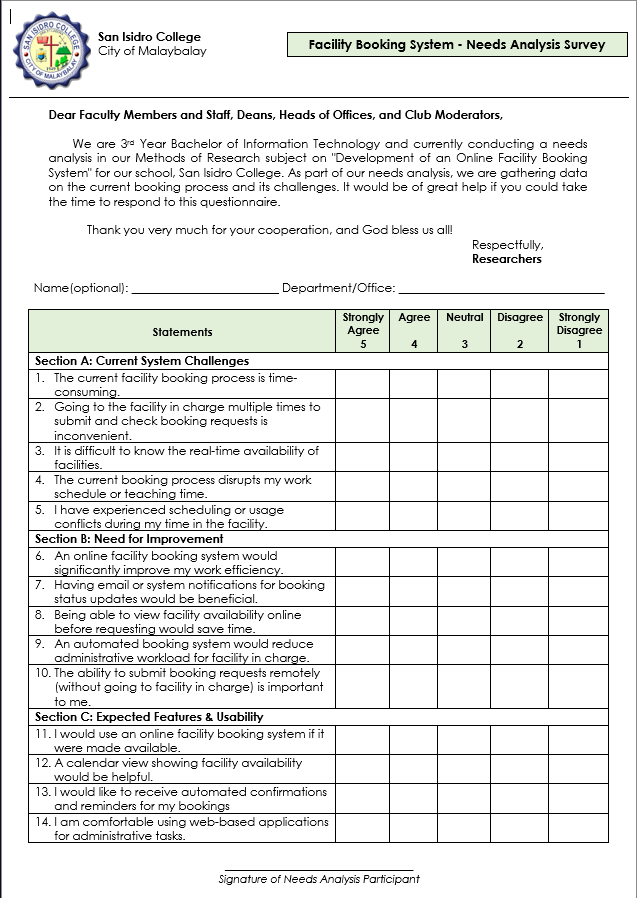 SAN ISIDRO COLLEGE
CITY OF MALAYBALAY
San Isidro College
City of Malaybalay
Facility Booking System - Needs Analysis Survey
Dear Faculty Members and Staff, Deans, Heads of Offices, and Club Moderators,
We are 3rd Year Bachelor of Information Technology and currently conducting a needs
analysis in our Methods of Research subject on "Development of an Online Facility Booking
System" for our school, San Isidro College. As part of our needs analysis, we are gathering data
on the current booking process and its challenges. It would be of great help if you could take
the time to respond to this questionnaire.
Thank you very much for your cooperation, and God bless us all!
Respectfully,
Researchers
Name(optional): ______________________ Department/Office: ______________________________
Statements
Strongly
Agree
5
Agree
4
Neutral
3
Disagree
2
Strongly
Disagree
1
Section A: Current System Challenges
1. The current facility booking process is time-
consuming.
2. Going to the facility in charge multiple times to
submit and check booking requests is
inconvenient.
3. It is difficult to know the real-time availability of
facilities.
4. The current booking process disrupts my work
schedule or teaching time.
5. I have experienced scheduling or usage
conflicts during my time in the facility.
Section B: Need for Improvement
6. An online facility booking system would
significantly improve my work efficiency.
7. Having email or system notifications for booking
status updates would be beneficial.
8. Being able to view facility availability online
before requesting would save time.
9. An automated booking system would reduce
administrative workload for facility in charge.
10. The ability to submit booking requests remotely
(without going to facility in charge) is important
to me.
Section C: Expected Features & Usability
11. I would use an online facility booking system if it
were made available.
12. A calendar view showing facility availability
would be helpful.
13. I would like to receive automated confirmations
and reminders for my bookings
14. I am comfortable using web-based applications
for administrative tasks.
Signature of Needs Analysis Participant